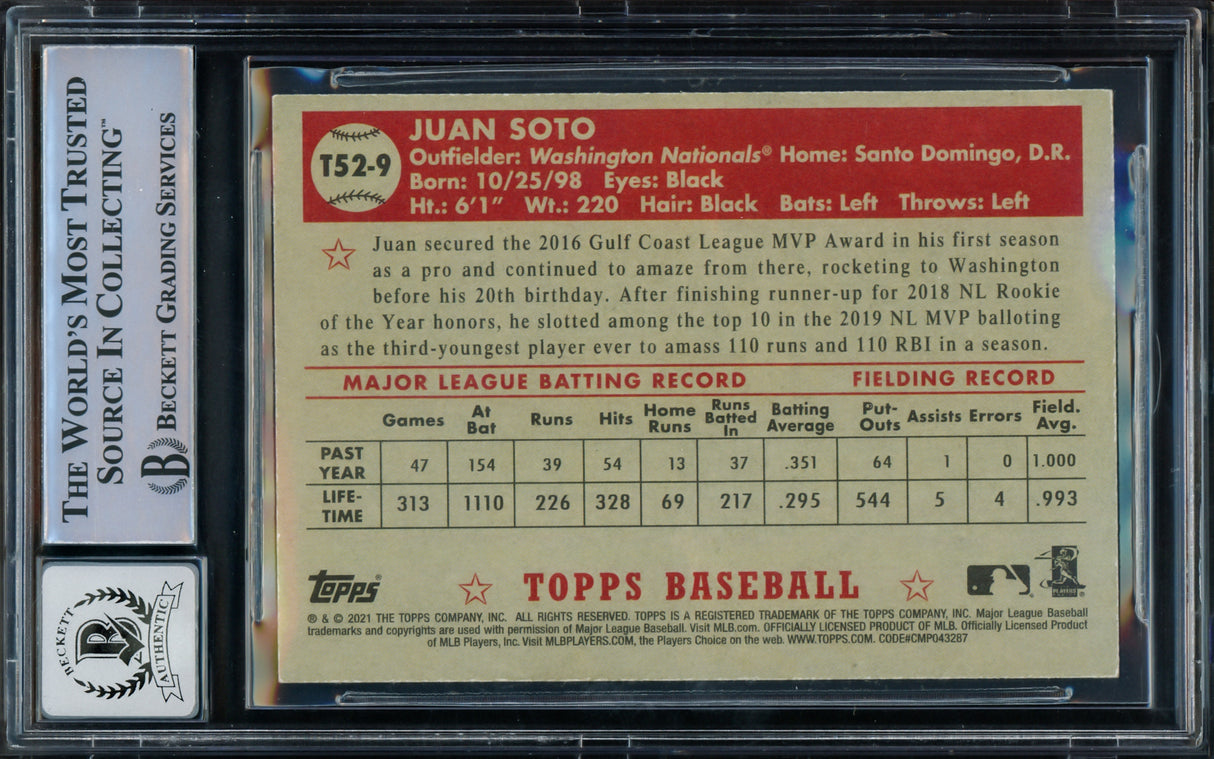 THE WORLD'S MOST TRUSTED
SOURCE IN COLLECTING™
BECKETT GRADING SERVICES
BECKETT
AUTHENTIC
T52-9
JUAN SOTO
Outfielder: Washington Nationals® Home: Santo Domingo, D.R.
Born: 10/25/98 Eyes: Black
Ht.: 6'1" Wt.: 220 Hair: Black Bats: Left Throws: Left
Juan secured the 2016 Gulf Coast League MVP Award in his first season
as a pro and continued to amaze from there, rocketing to Washington
before his 20th birthday. After finishing runner-up for 2018 NL Rookie
of the Year honors, he slotted among the top 10 in the 2019 NL MVP balloting
as the third-youngest player ever to amass 110 runs and 110 RBI in a season.
MAJOR LEAGUE BATTING RECORD FIELDING RECORD
Games At Bat Runs Hits Home Runs Runs Batted In Batting Average Put-Outs Assists Errors Field. Avg.
PAST YEAR 47 154 39 54 13 37 .351 64 1 0 1.000
LIFE-TIME 313 1110 226 328 69 217 .295 544 5 4 .993
topps® TOPPS BASEBALL
® & © 2021 THE TOPPS COMPANY, INC. ALL RIGHTS RESERVED. TOPPS IS A REGISTERED TRADEMARK OF THE TOPPS COMPANY, INC. Major League Baseball
trademarks and copyrights are used with permission of Major League Baseball. Visit MLB.com. OFFICIALLY LICENSED PRODUCT OF MLB. Officially Licensed Product
of MLB Players, Inc. Visit MLBPLAYERS.COM, the Players Choice on the web. WWW.TOPPS.COM. CODE#CMP043287